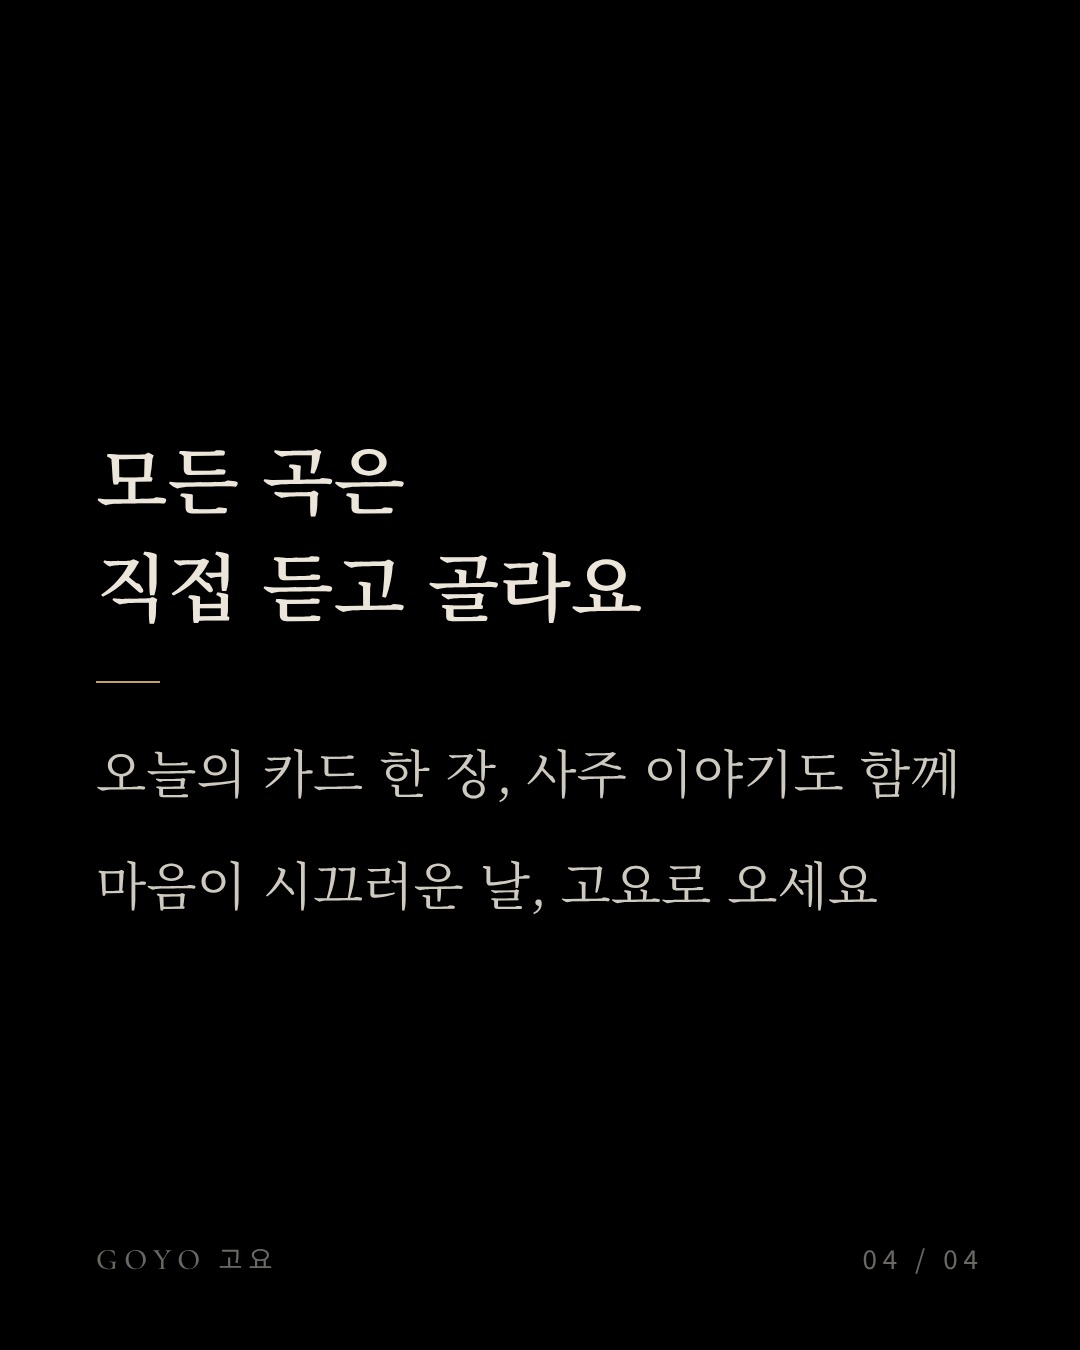 모든 곡은
직접 듣고 골라요
오늘의 카드 한 장, 사주 이야기도 함께
마음이 시끄러운 날, 고요로 오세요
GOYO 고요
04 / 04